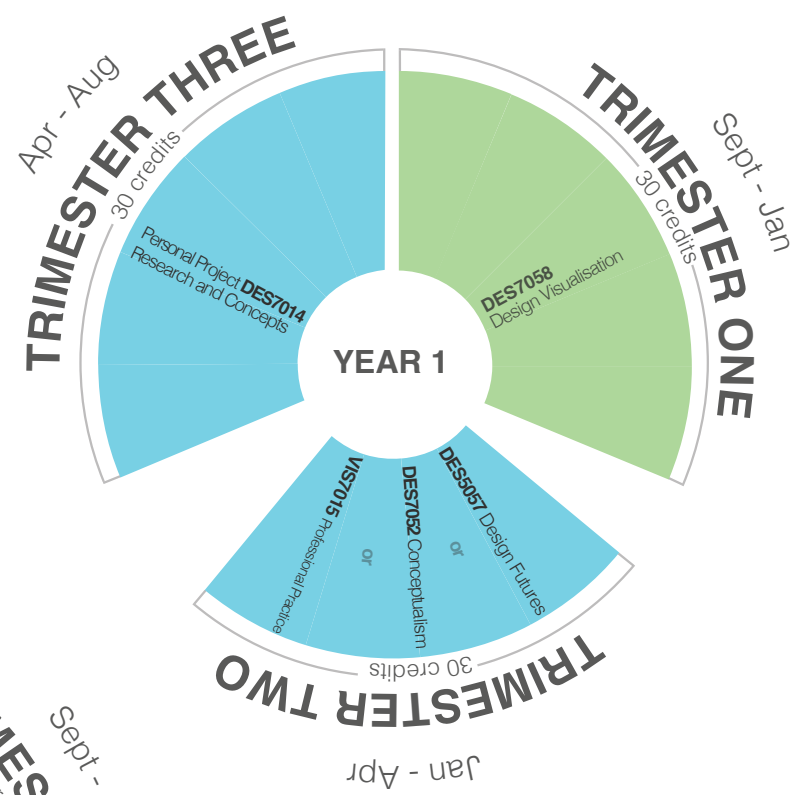 YEAR 1
TRIMESTER ONE
Sept - Jan
30 credits
DES7058
Design Visualisation
TRIMESTER TWO
Jan - Apr
30 credits
DES5057 Design Futures
or
DES7052 Conceptualism
or
VIS7015 Professional Practice
TRIMESTER THREE
Apr - Aug
30 credits
Personal Project DES7014
Research and Concepts
Sept -
MES